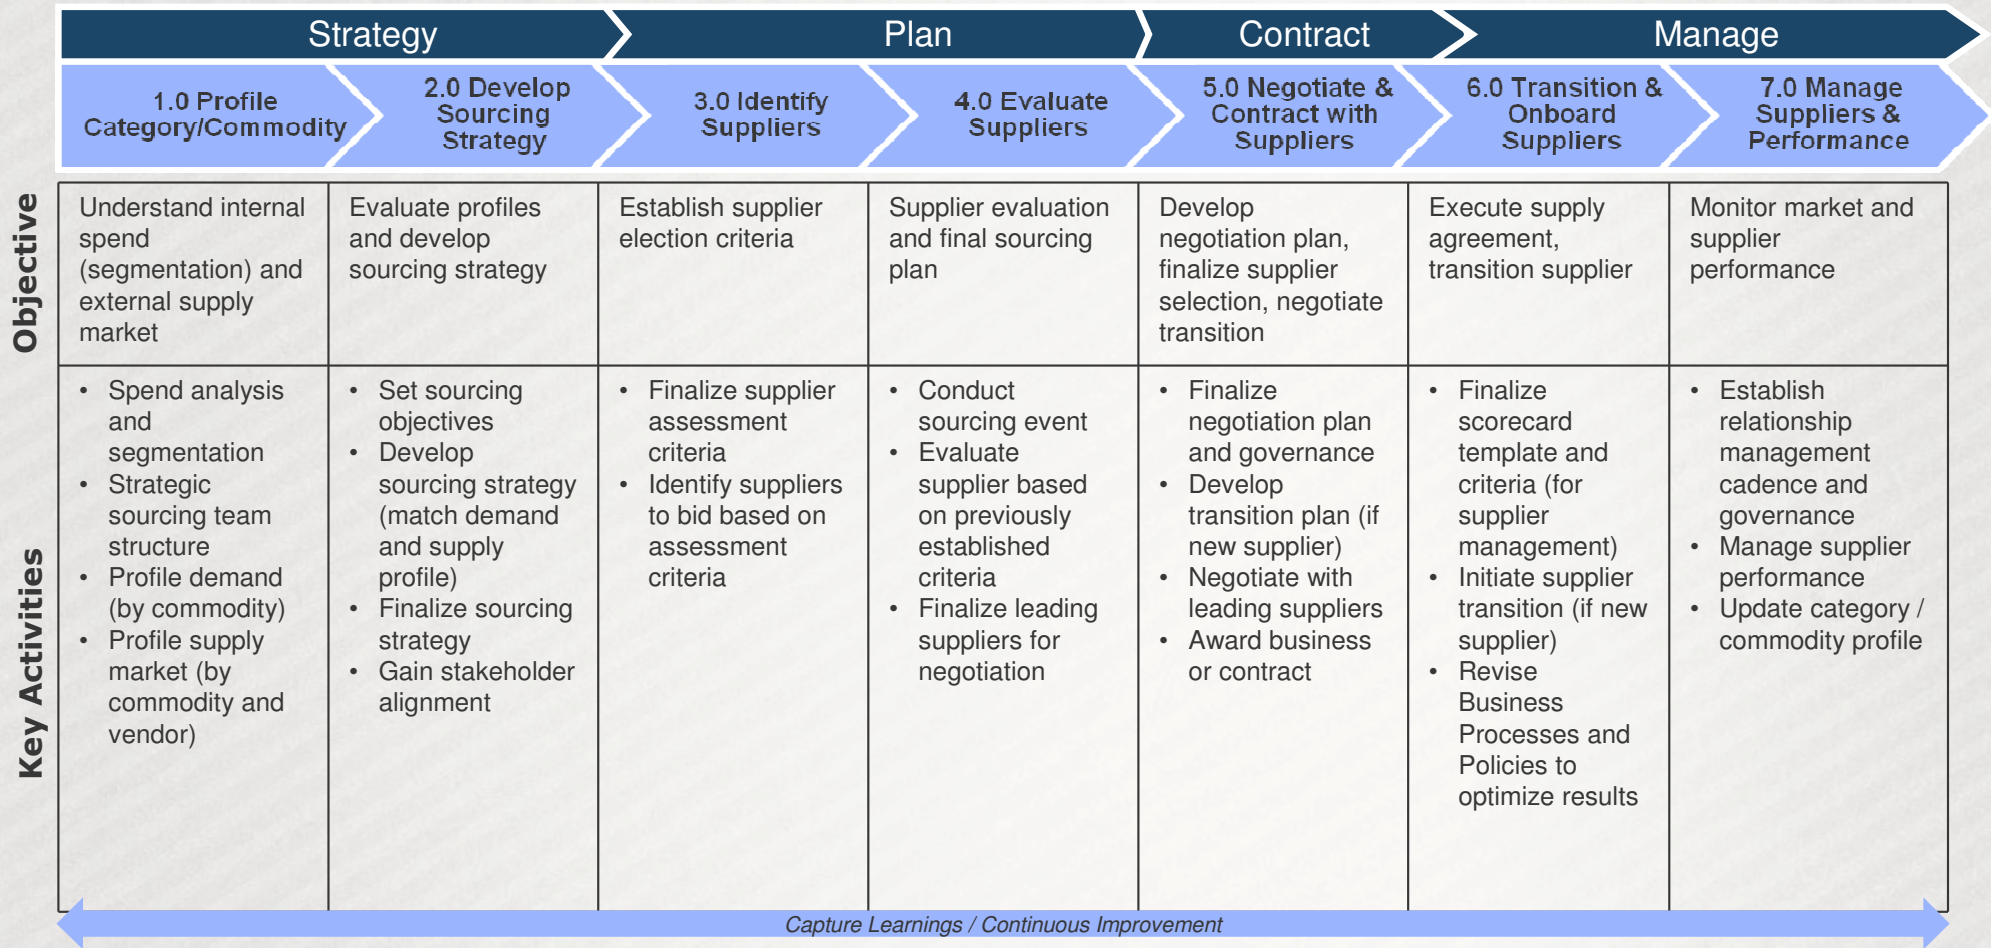 Strategy
Plan
Contract
Manage
1.0 Profile
Category/Commodity
2.0 Develop
Sourcing
Strategy
3.0 Identify
Suppliers
4.0 Evaluate
Suppliers
5.0 Negotiate &
Contract with
Suppliers
6.0 Transition &
Onboard
Suppliers
7.0 Manage
Suppliers &
Performance
Objective
Understand internal
spend
(segmentation) and
external supply
market
Evaluate profiles
and develop
sourcing strategy
Establish supplier
election criteria
Supplier evaluation
and final sourcing
plan
Develop
negotiation plan,
finalize supplier
selection, negotiate
transition
Execute supply
agreement,
transition supplier
Monitor market and
supplier
performance
Key Activities
• Spend analysis
and
segmentation
• Strategic
sourcing team
structure
• Profile demand
(by commodity)
• Profile supply
market (by
commodity and
vendor)
• Set sourcing
objectives
• Develop
sourcing strategy
(match demand
and supply
profile)
• Finalize sourcing
strategy
• Gain stakeholder
alignment
• Finalize supplier
assessment
criteria
• Identify suppliers
to bid based on
assessment
criteria
• Conduct
sourcing event
• Evaluate
supplier based
on previously
established
criteria
• Finalize leading
suppliers for
negotiation
• Finalize
negotiation plan
and governance
• Develop
transition plan (if
new supplier)
• Negotiate with
leading suppliers
• Award business
or contract
• Finalize
scorecard
template and
criteria (for
supplier
management)
• Initiate supplier
transition (if new
supplier)
• Revise
Business
Processes and
Policies to
optimize results
• Establish
relationship
management
cadence and
governance
• Manage supplier
performance
• Update category /
commodity profile
Capture Learnings / Continuous Improvement